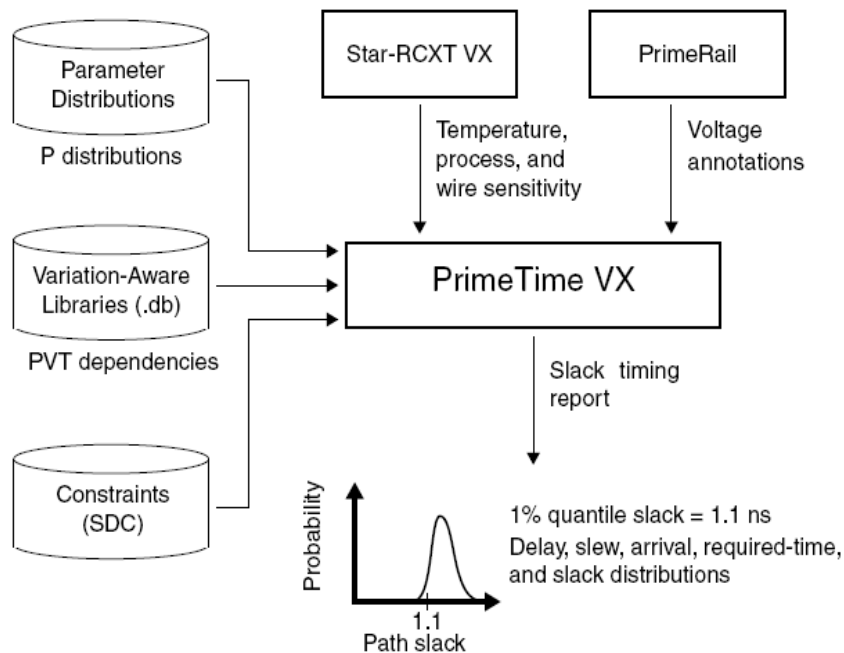 Parameter
Distributions
P distributions
Star-RCXT VX
PrimeRail
Temperature,
process, and
wire sensitivity
Voltage
annotations
Variation-Aware
Libraries (.db)
PVT dependencies
PrimeTime VX
Slack timing
report
Constraints
(SDC)
Probability
1.1
Path slack
1% quantile slack = 1.1 ns
Delay, slew, arrival, required-time,
and slack distributions